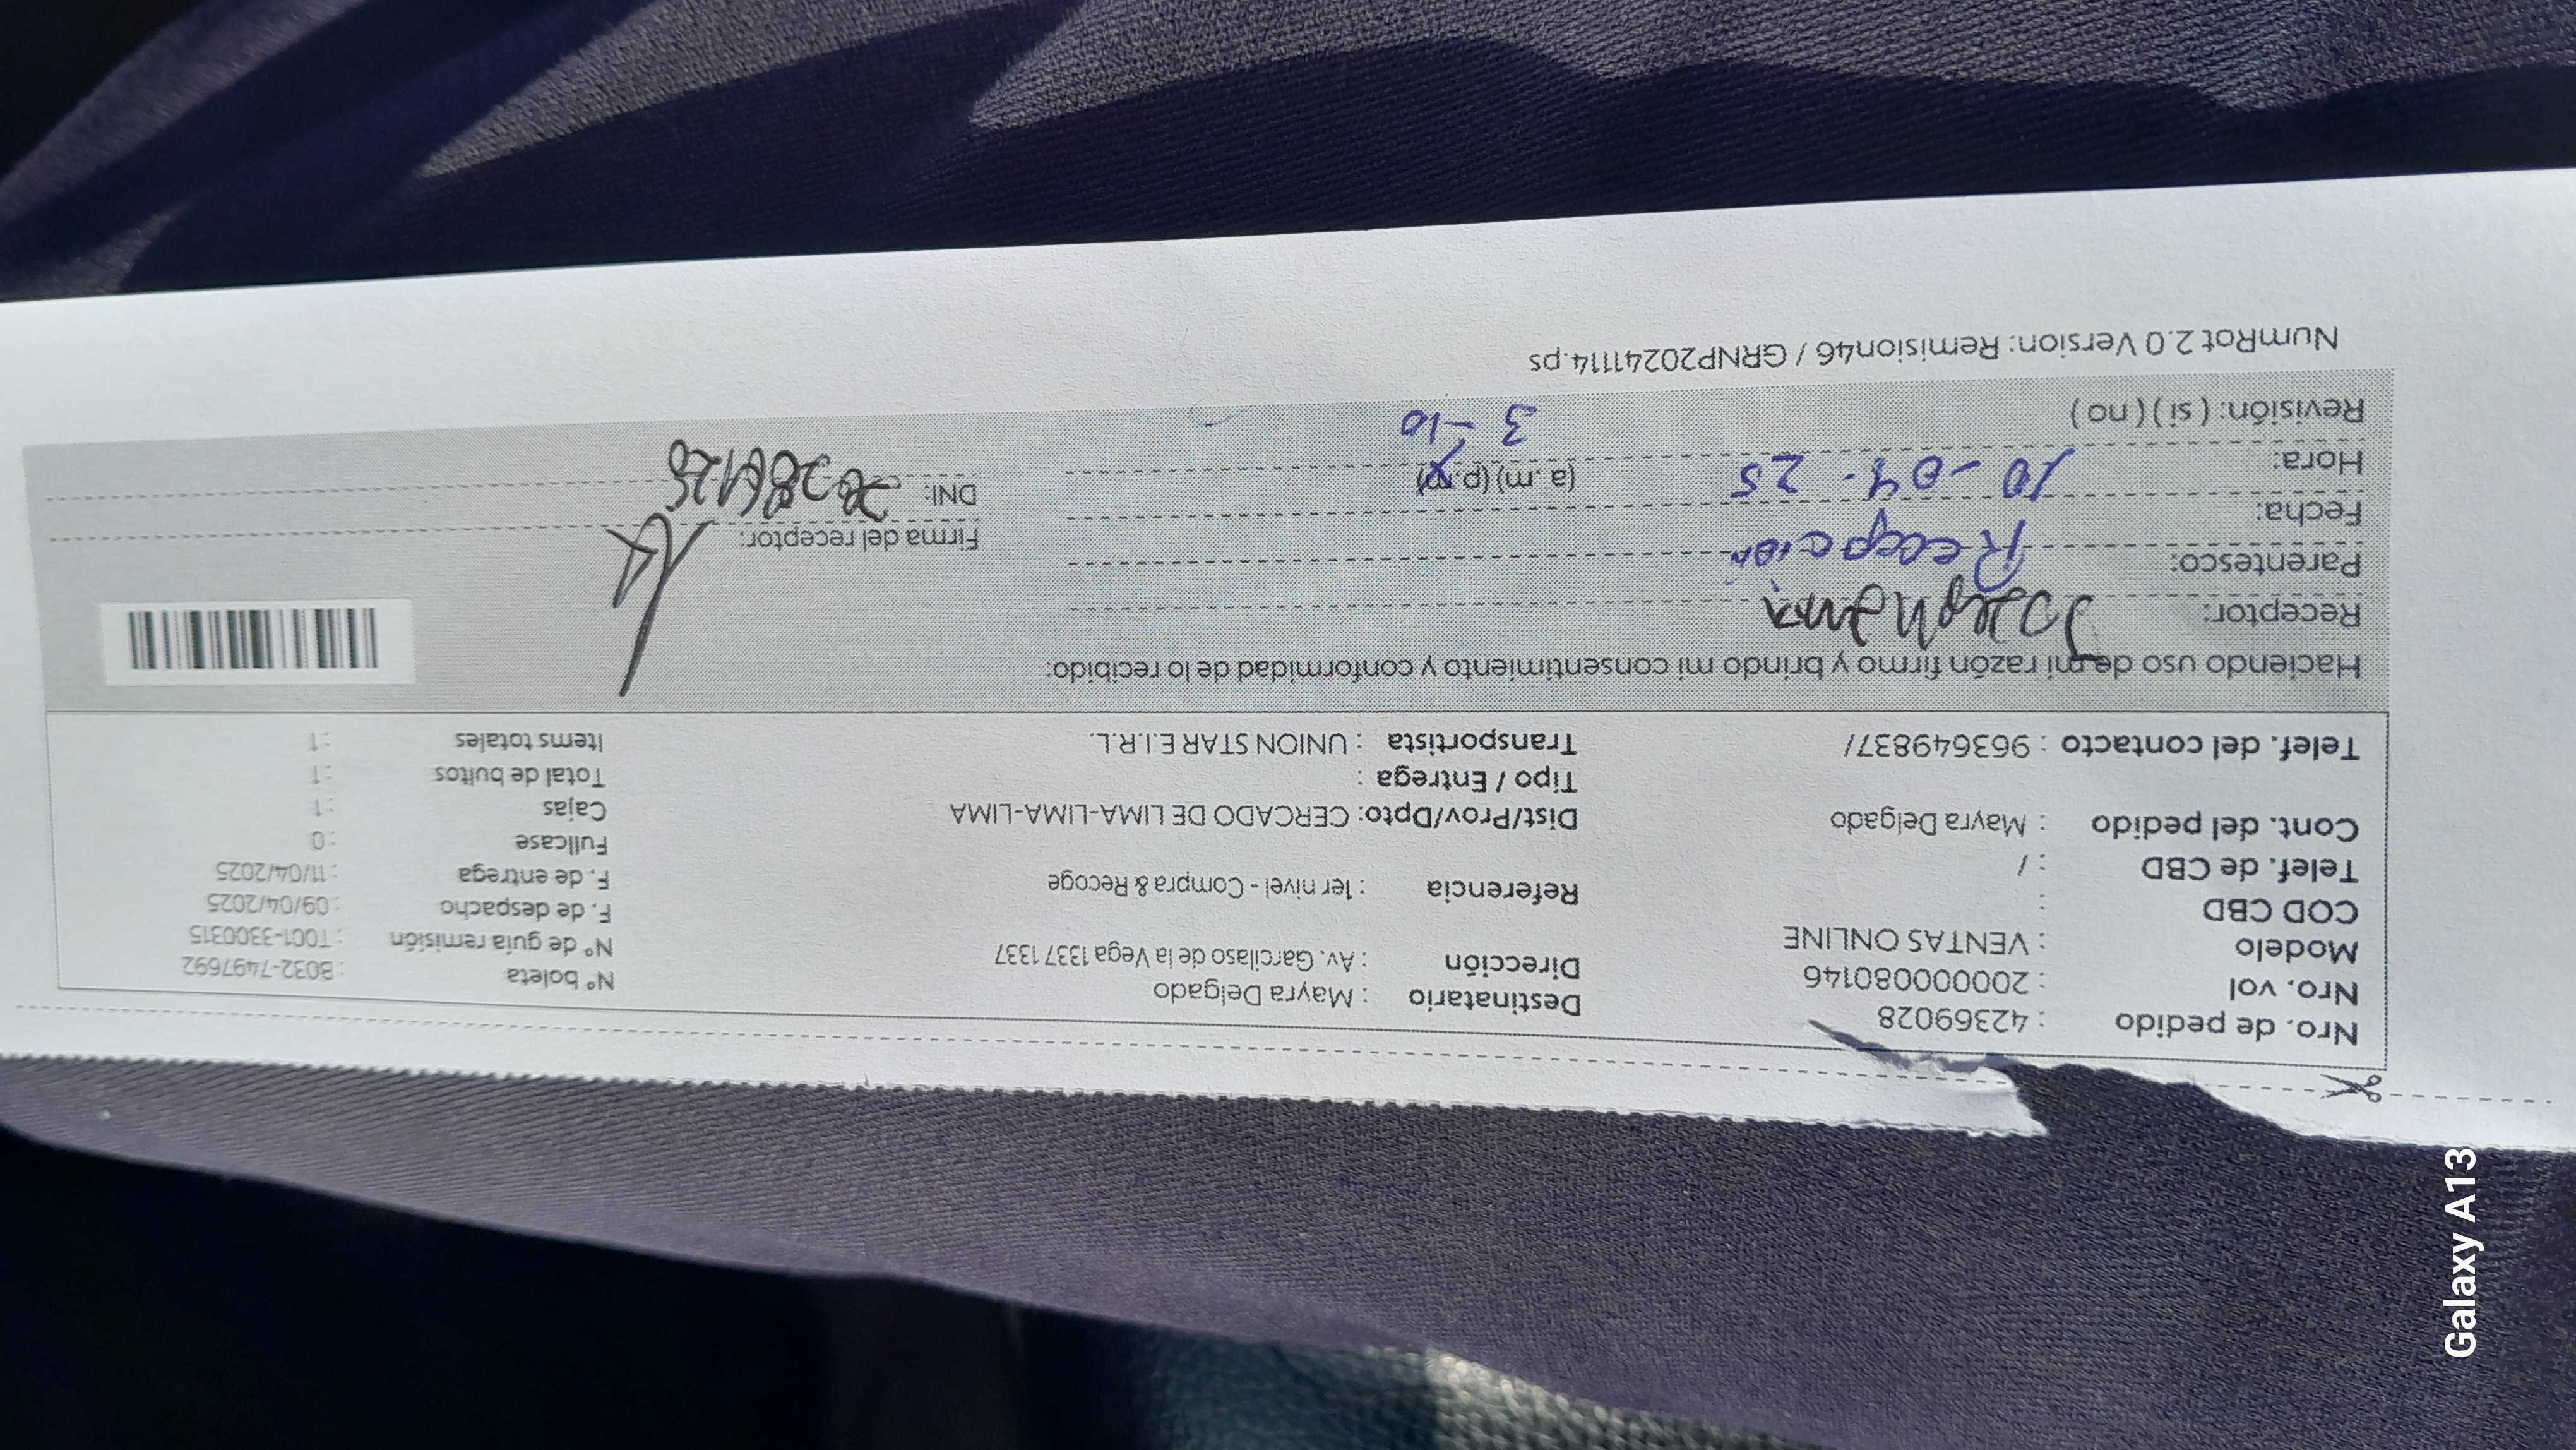 Nro. de pedido : 42369028
Nro. vol : 20000080146
Modelo : VENTAS ONLINE
COD CBD :
Telef. de CBD : /
Cont. del pedido : Mayra Delgado
Telef. del contacto : 963649837/
Destinatario : Mayra Delgado
Dirección : Av. Garcilaso de la Vega 1337 1337
Referencia : 1er nivel - Compra & Recoge
Dist/Prov/Dpto: CERCADO DE LIMA-LIMA-LIMA
Tipo / Entrega :
Transportista : UNION STAR E.I.R.L.
N° boleta : B032-7497692
N° de guía remisión : T001-3300315
F. de despacho : 09/04/2025
F. de entrega : 11/04/2025
Fullcase : 0
Cajas : 1
Total de bultos : 1
Items totales : 1
Haciendo uso de mi razón firmo y brindo mi consentimiento y conformidad de lo recibido:
Receptor:
Parentesco: Recepción
Fecha: 10-04-25
Hora: (a.m) (p.m) 3-10
Revisión: ( si ) ( no )
Firma del receptor:
DNI:
NumRot 2.0 Version: Remision46 / GRNP20241114.ps
Galaxy A13